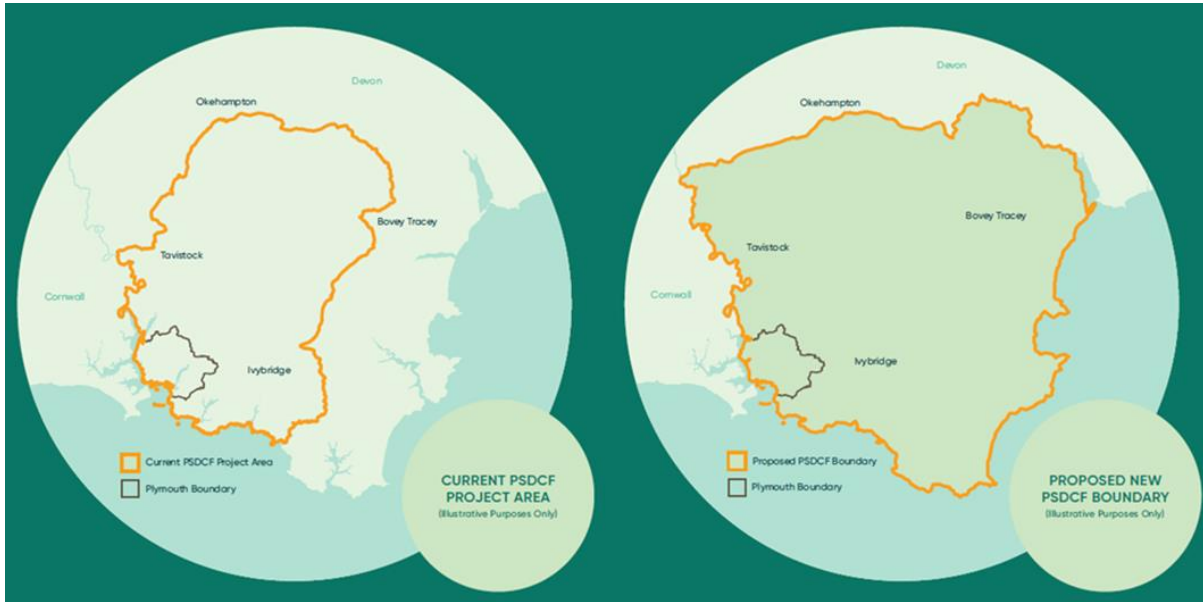 Devon
Okehampton
Bovey Tracey
Tavistock
Cornwall
Ivybridge
Current PSDCF Project Area
Plymouth Boundary
CURRENT PSDCF
PROJECT AREA
(Illustrative Purposes Only)
Devon
Okehampton
Bovey Tracey
Tavistock
Cornwall
Ivybridge
Proposed PSDCF Boundary
Plymouth Boundary
PROPOSED NEW
PSDCF BOUNDARY
(Illustrative Purposes Only)